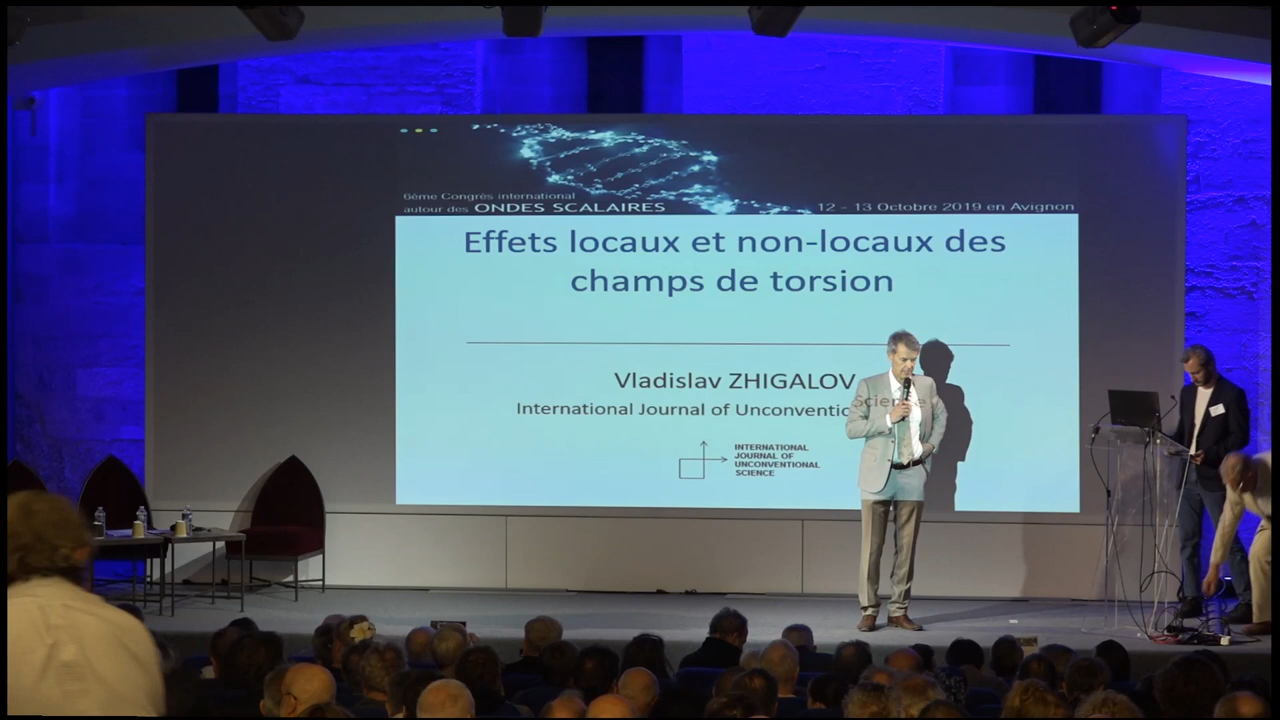 6ème Congrès international
autour des ONDES SCALAIRES
12 - 13 Octobre 2019 en Avignon
Effets locaux et non-locaux des
champs de torsion
Vladislav ZHIGALOV
International Journal of Unconventio Science
INTERNATIONAL
JOURNAL OF
UNCONVENTIONAL
SCIENCE